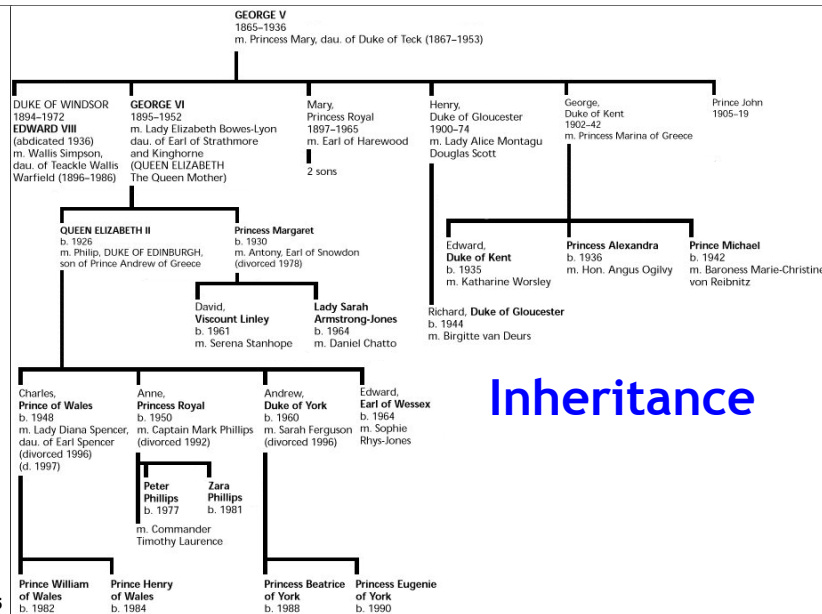 GEORGE V
1865–1936
m. Princess Mary, dau. of Duke of Teck (1867–1953)
DUKE OF WINDSOR
1894–1972
EDWARD VIII
(abdicated 1936)
m. Wallis Simpson,
dau. of Teackle Wallis
Warfield (1896–1986)
GEORGE VI
1895–1952
m. Lady Elizabeth Bowes-Lyon
dau. of Earl of Strathmore
and Kinghorne
(QUEEN ELIZABETH
The Queen Mother)
Mary,
Princess Royal
1897–1965
m. Earl of Harewood
2 sons
Henry,
Duke of Gloucester
1900–74
m. Lady Alice Montagu
Douglas Scott
George,
Duke of Kent
1902–42
m. Princess Marina of Greece
Prince John
1905–19
QUEEN ELIZABETH II
b. 1926
m. Philip, DUKE OF EDINBURGH,
son of Prince Andrew of Greece
Princess Margaret
b. 1930
m. Antony, Earl of Snowdon
(divorced 1978)
Edward,
Duke of Kent
b. 1935
m. Katharine Worsley
Princess Alexandra
b. 1936
m. Hon. Angus Ogilvy
Prince Michael
b. 1942
m. Baroness Marie-Christine
von Reibnitz
David,
Viscount Linley
b. 1961
m. Serena Stanhope
Lady Sarah
Armstrong-Jones
b. 1964
m. Daniel Chatto
Richard, Duke of Gloucester
b. 1944
m. Birgitte van Deurs
Inheritance
Charles,
Prince of Wales
b. 1948
m. Lady Diana Spencer,
dau. of Earl Spencer
(divorced 1996)
(d. 1997)
Anne,
Princess Royal
b. 1950
m. Captain Mark Phillips
(divorced 1992)
Andrew,
Duke of York
b. 1960
m. Sarah Ferguson
(divorced 1996)
Edward,
Earl of Wessex
b. 1964
m. Sophie
Rhys-Jones
Peter
Phillips
b. 1977
Zara
Phillips
b. 1981
m. Commander
Timothy Laurence
Prince William
of Wales
b. 1982
Prince Henry
of Wales
b. 1984
Princess Beatrice
of York
b. 1988
Princess Eugenie
of York
b. 1990